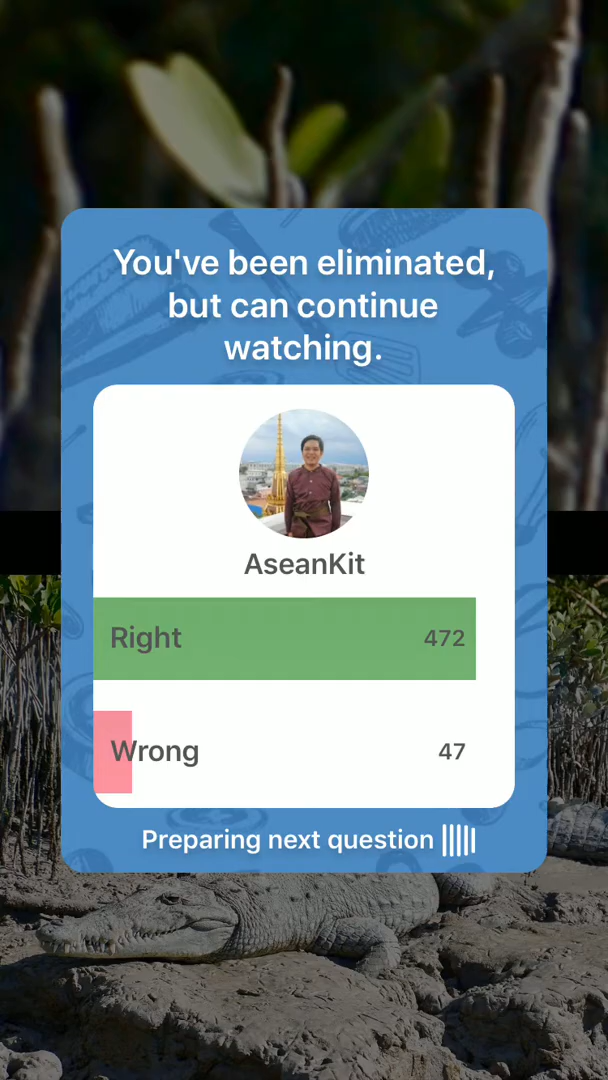 You've been eliminated,
but can continue
watching.
AseanKit
Right 472
Wrong 47
Preparing next question